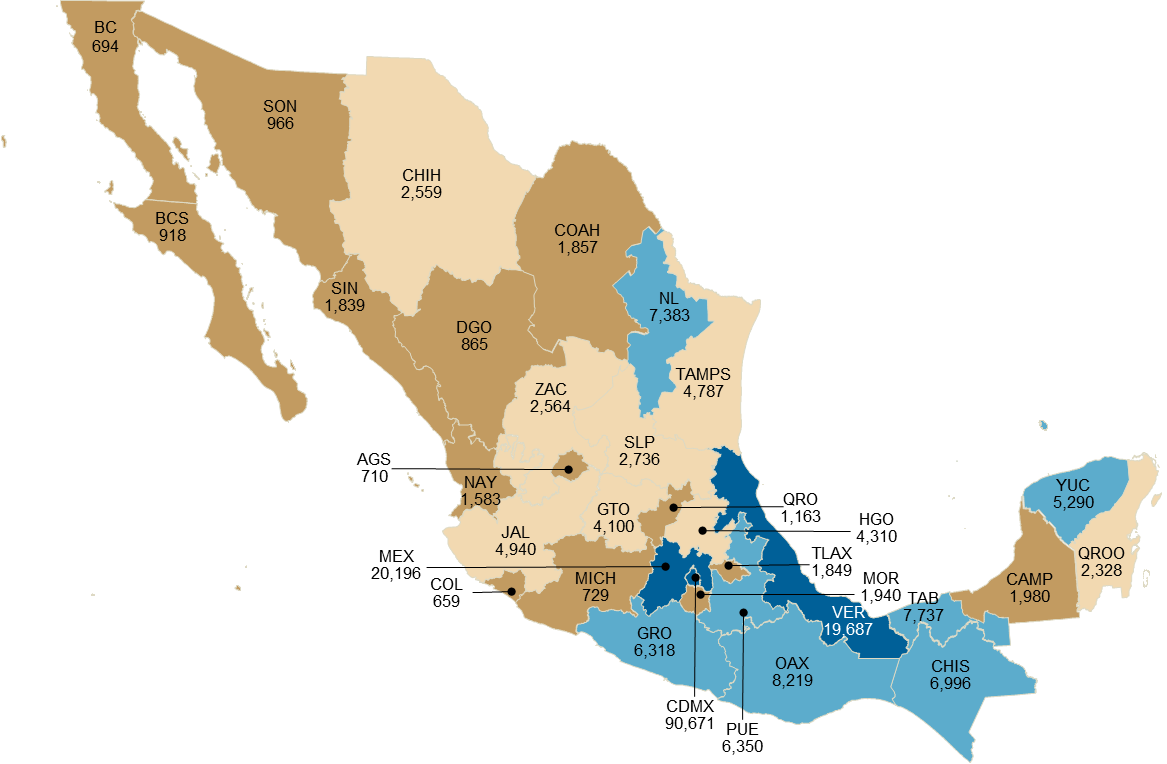 BC
694
SON
966
CHIH
2,559
BCS
918
COAH
1,857
SIN
1,839
NL
7,383
DGO
865
TAMPS
4,787
ZAC
2,564
SLP
2,736
AGS
710
NAY
1,583
YUC
5,290
QRO
1,163
GTO
4,100
HGO
4,310
JAL
4,940
MEX
20,196
TLAX
1,849
QROO
2,328
COL
659
MICH
729
MOR
1,940
CAMP
1,980
TAB
7,737
VER
19,687
GRO
6,318
OAX
8,219
CHIS
6,996
CDMX
90,671
PUE
6,350